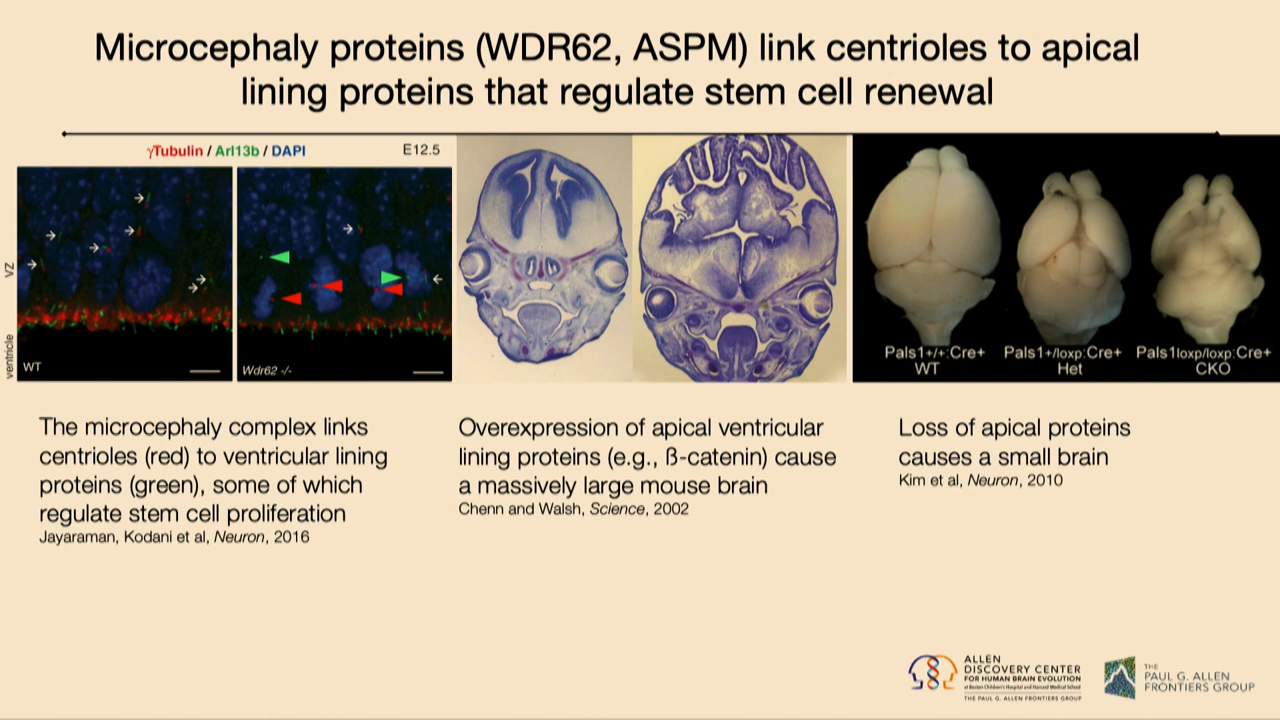 Microcephaly proteins (WDR62, ASPM) link centrioles to apical
lining proteins that regulate stem cell renewal
γTubulin / Arl13b / DAPI
E12.5
VZ
ventricle
WT
Wdr62 -/-
Pals1+/+:Cre+
WT
Pals1+/loxp:Cre+
Het
Pals1loxp/loxp:Cre+
CKO
The microcephaly complex links
centrioles (red) to ventricular lining
proteins (green), some of which
regulate stem cell proliferation
Jayaraman, Kodani et al, Neuron, 2016
Overexpression of apical ventricular
lining proteins (e.g., ß-catenin) cause
a massively large mouse brain
Chenn and Walsh, Science, 2002
Loss of apical proteins
causes a small brain
Kim et al, Neuron, 2010
ALLEN
DISCOVERY CENTER
FOR HUMAN BRAIN EVOLUTION
at Boston Children's Hospital and Harvard Medical School
THE PAUL G. ALLEN FRONTIERS GROUP
THE
PAUL G. ALLEN
FRONTIERS GROUP